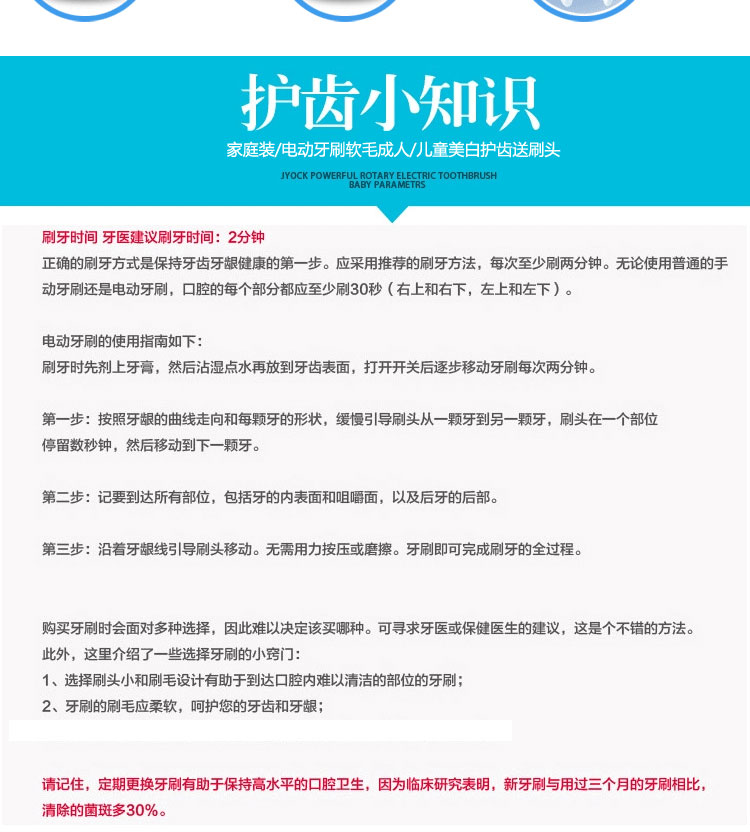 护齿小知识
家庭装/电动牙刷软毛成人/儿童美白护齿送刷头
JYOCK POWERFUL ROTARY ELECTRIC TOOTHBRUSH
BABY PARAMETRS
刷牙时间 牙医建议刷牙时间：2分钟
正确的刷牙方式是保持牙齿牙龈健康的第一步。应采用推荐的刷牙方法，每次至少刷两分钟。无论使用普通的手
动牙刷还是电动牙刷，口腔的每个部分都应至少刷30秒（右上和右下，左上和左下）。
电动牙刷的使用指南如下：
刷牙时先剂上牙膏，然后沾湿点水再放到牙齿表面，打开开关后逐步移动牙刷每次两分钟。
第一步：按照牙龈的曲线走向和每颗牙的形状，缓慢引导刷头从一颗牙到另一颗牙，刷头在一个部位
停留数秒钟，然后移动到下一颗牙。
第二步：记要到达所有部位，包括牙的内表面和咀嚼面，以及后牙的后部。
第三步：沿着牙龈线引导刷头移动。无需用力按压或磨擦。牙刷即可完成刷牙的全过程。
购买牙刷时会面对多种选择，因此难以决定该买哪种。可寻求牙医或保健医生的建议，这是个不错的方法。
此外，这里介绍了一些选择牙刷的小窍门：
1、选择刷头小和刷毛设计有助于到达口腔内难以清洁的部位的牙刷；
2、牙刷的刷毛应柔软，呵护您的牙齿和牙龈；
请记住，定期更换牙刷有助于保持高水平的口腔卫生，因为临床研究表明，新牙刷与用过三个月的牙刷相比，
清除的菌斑多30%。